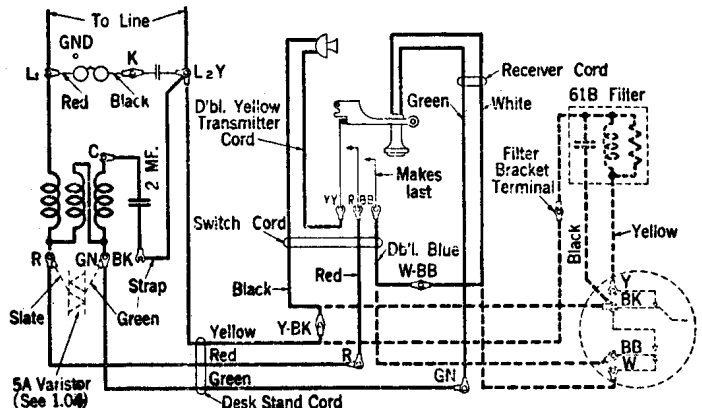 To Line
GND
K
L1
L2 Y
Red
Black
D'bl. Yellow
Transmitter
Cord
Green
Receiver Cord
White
61B Filter
C
2 MF.
Makes
last
Filter
Bracket
Terminal
YY R BB
Switch Cord
Db'l. Blue
W-BB
Black
Yellow
R GN BK
Strap
Red
Slate
Green
Black
Y-BK
Y
BK
Yellow
Red
Green
R
GN
BB
W
5A Varistor
(See 1.04)
Desk Stand Cord